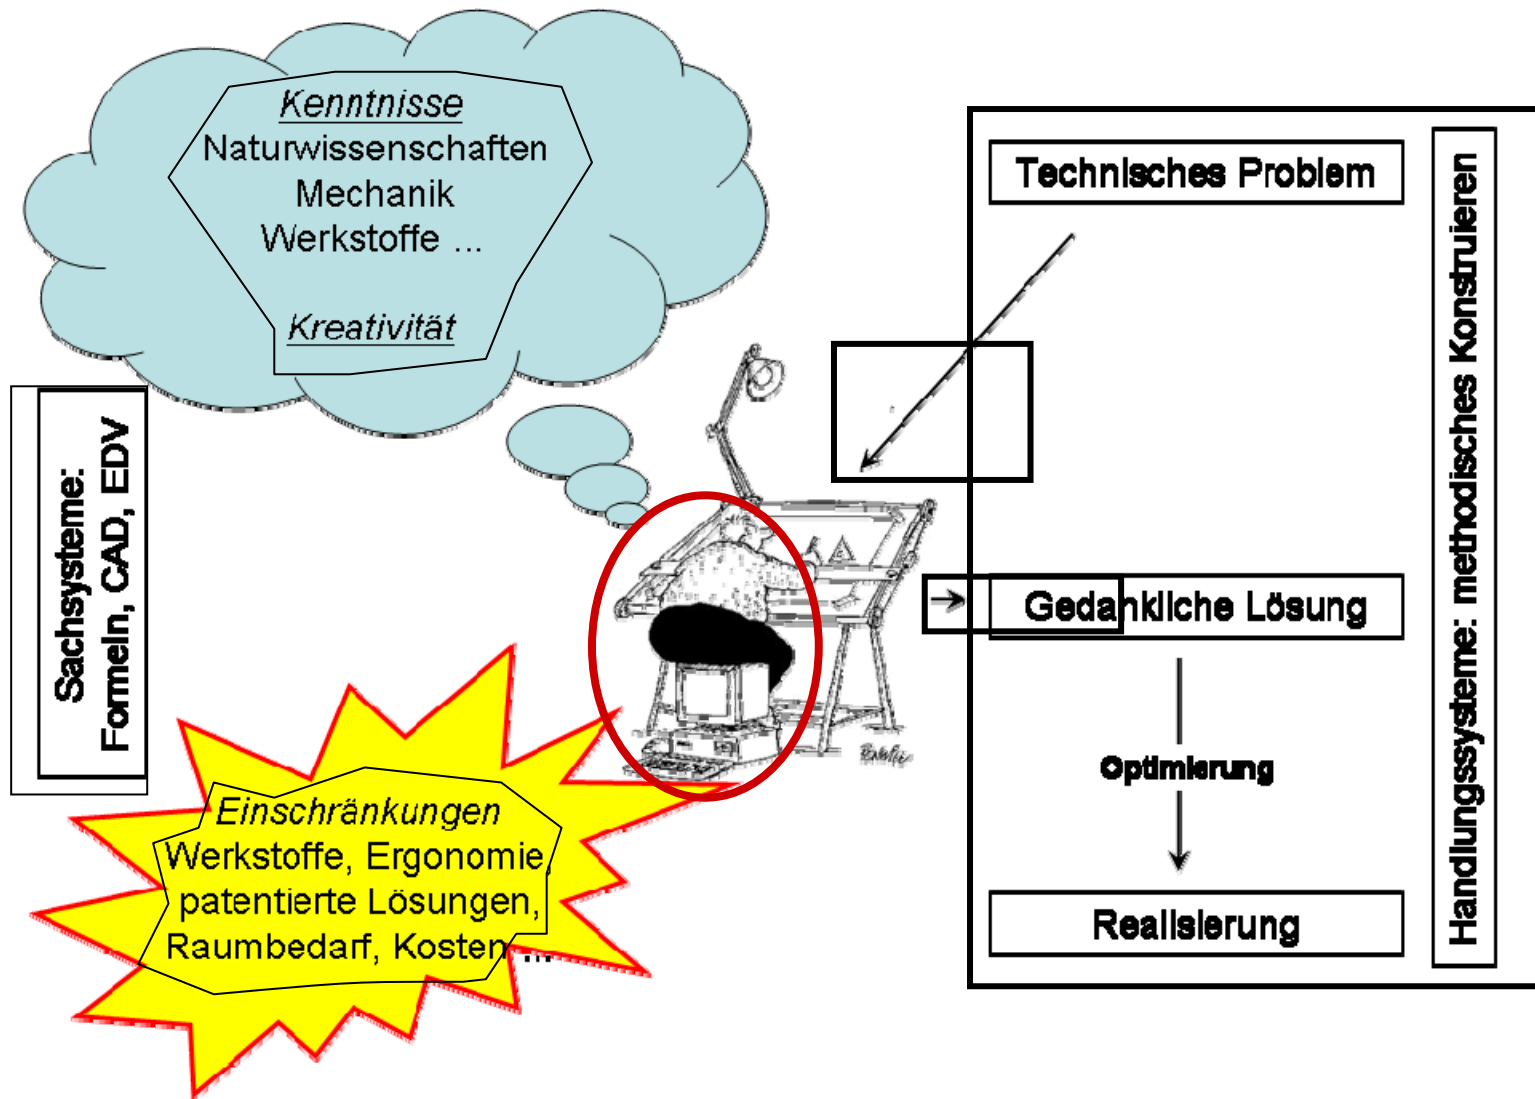 Kenntnisse
Naturwissenschaften
Mechanik
Werkstoffe ...
Kreativität
Sachsysteme:
Formeln, CAD, EDV
Einschränkungen
Werkstoffe, Ergonomie,
patentierte Lösungen,
Raumbedarf, Kosten ...
Technisches Problem
Gedankliche Lösung
Optimierung
Realisierung
Handlungssysteme: methodisches Konstruieren